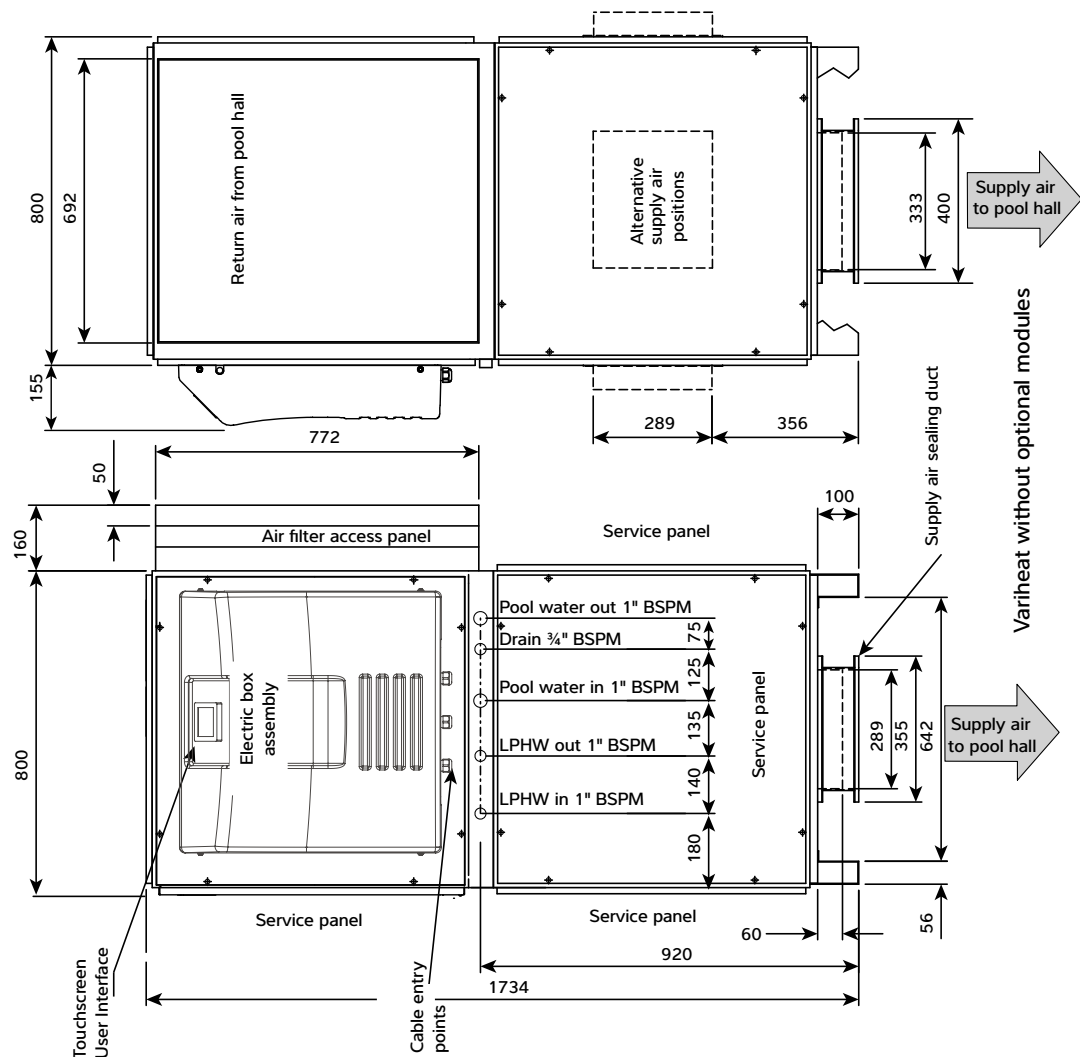 800
692
155
Return air from pool hall
Alternative
supply air
positions
289
356
333
400
Supply air
to pool hall
Variheat without optional modules
772
50
160
Air filter access panel
Service panel
100
Supply air sealing duct
800
Electric box
assembly
Pool water out 1" BSPM
Drain ¾" BSPM
Pool water in 1" BSPM
LPHW out 1" BSPM
LPHW in 1" BSPM
75
125
135
140
180
Service panel
289
355
642
Supply air
to pool hall
Service panel
Service panel
56
60
920
1734
Touchscreen
User Interface
Cable entry
points